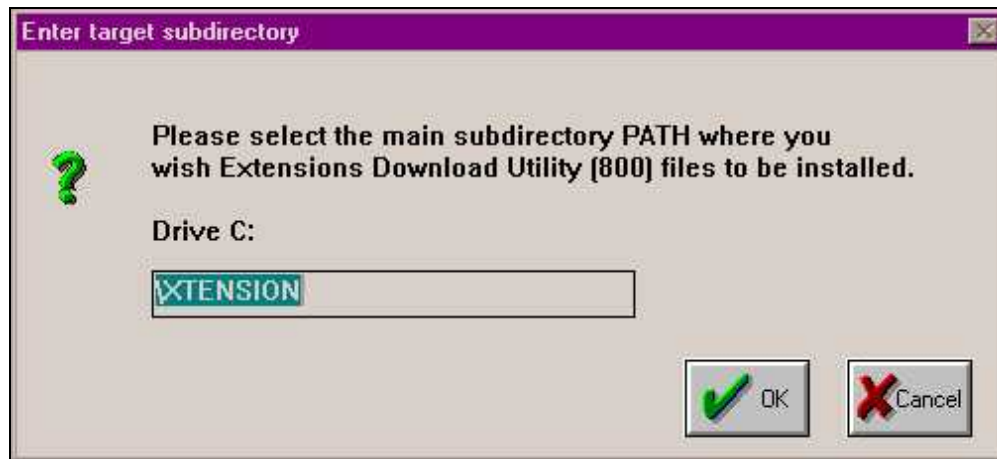 Enter target subdirectory
Please select the main subdirectory PATH where you
wish Extensions Download Utility (800) files to be installed.
Drive C:
\XTENSION
OK
Cancel